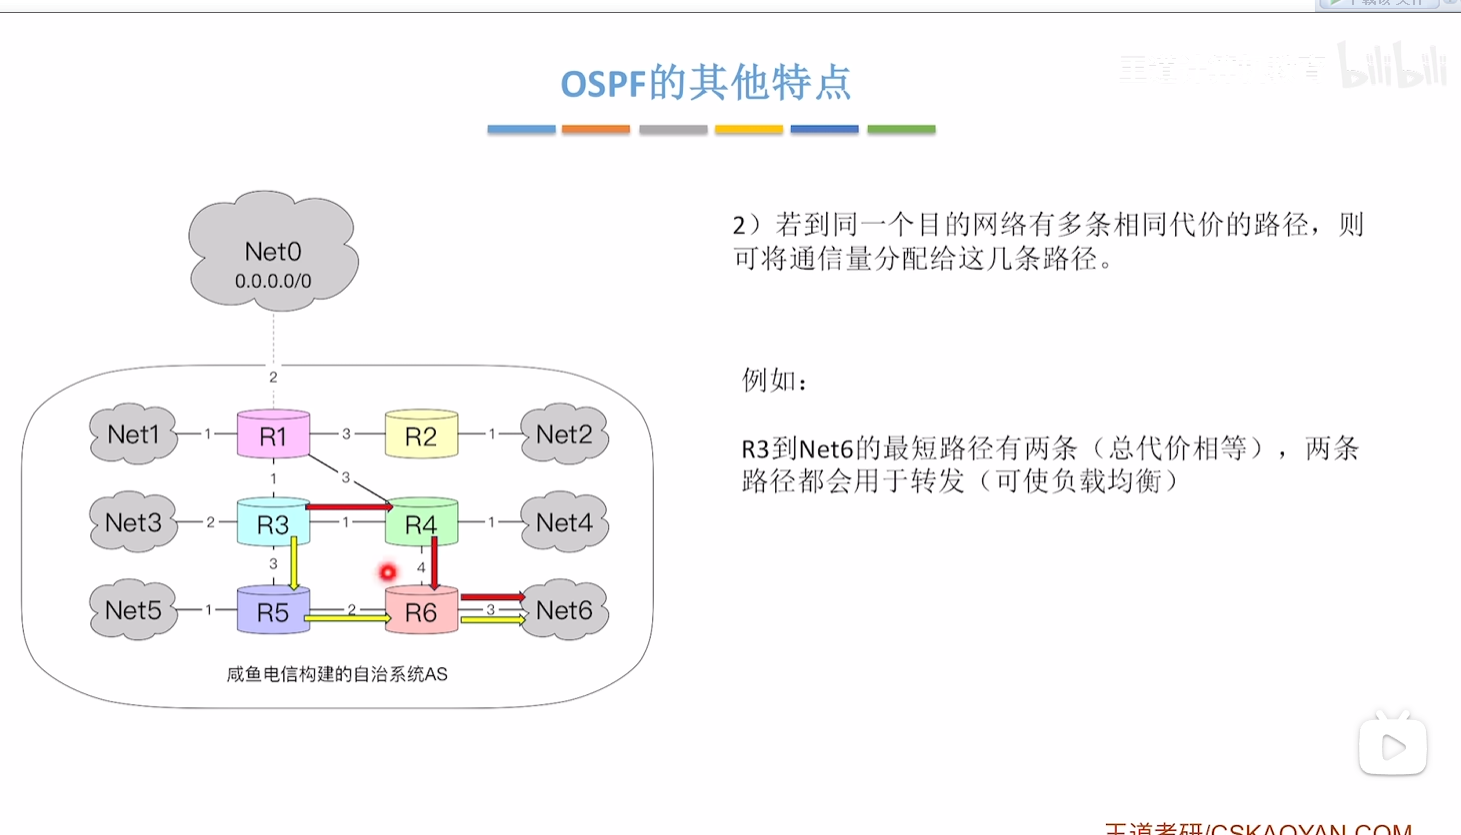 OSPF的其他特点
bilibili
Net0
0.0.0.0/0
2）若到同一个目的网络有多条相同代价的路径，则
可将通信量分配给这几条路径。
例如：
R3到Net6的最短路径有两条（总代价相等），两条
路径都会用于转发（可使负载均衡）
2
Net1 1 R1 3 R2 1 Net2
1 3
Net3 2 R3 1 R4 1 Net4
3 4
Net5 1 R5 2 R6 3 Net6
咸鱼电信构建的自治系统AS
王道考研/CSKAOYAN.COM